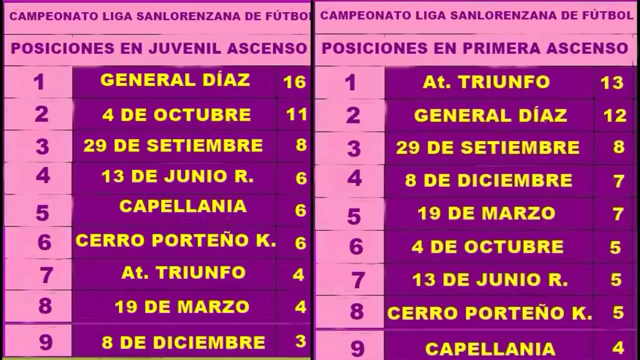 CAMPEONATO LIGA SANLORENZANA DE FÚTBOL
POSICIONES EN JUVENIL ASCENSO
1 GENERAL DÍAZ 16
2 4 DE OCTUBRE 11
3 29 DE SETIEMBRE 8
4 13 DE JUNIO R. 6
5 CAPELLANIA 6
6 CERRO PORTEÑO K. 6
7 At. TRIUNFO 4
8 19 DE MARZO 4
9 8 DE DICIEMBRE 3
CAMPEONATO LIGA SANLORENZANA DE FÚTBOL
POSICIONES EN PRIMERA ASCENSO
1 At. TRIUNFO 13
2 GENERAL DÍAZ 12
3 29 DE SETIEMBRE 8
4 8 DE DICIEMBRE 7
5 19 DE MARZO 7
6 4 DE OCTUBRE 5
7 13 DE JUNIO R. 5
8 CERRO PORTEÑO K. 5
9 CAPELLANIA 4